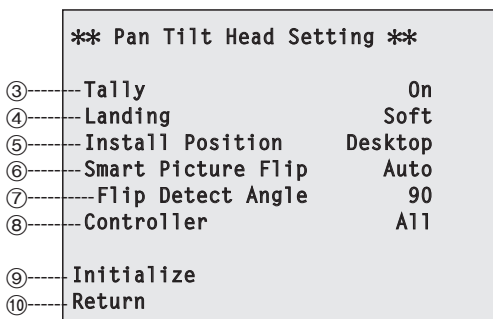 ** Pan Tilt Head Setting **
③ Tally On
④ Landing Soft
⑤ Install Position Desktop
⑥ Smart Picture Flip Auto
⑦ Flip Detect Angle 90
⑧ Controller All
⑨ Initialize
⑩ Return